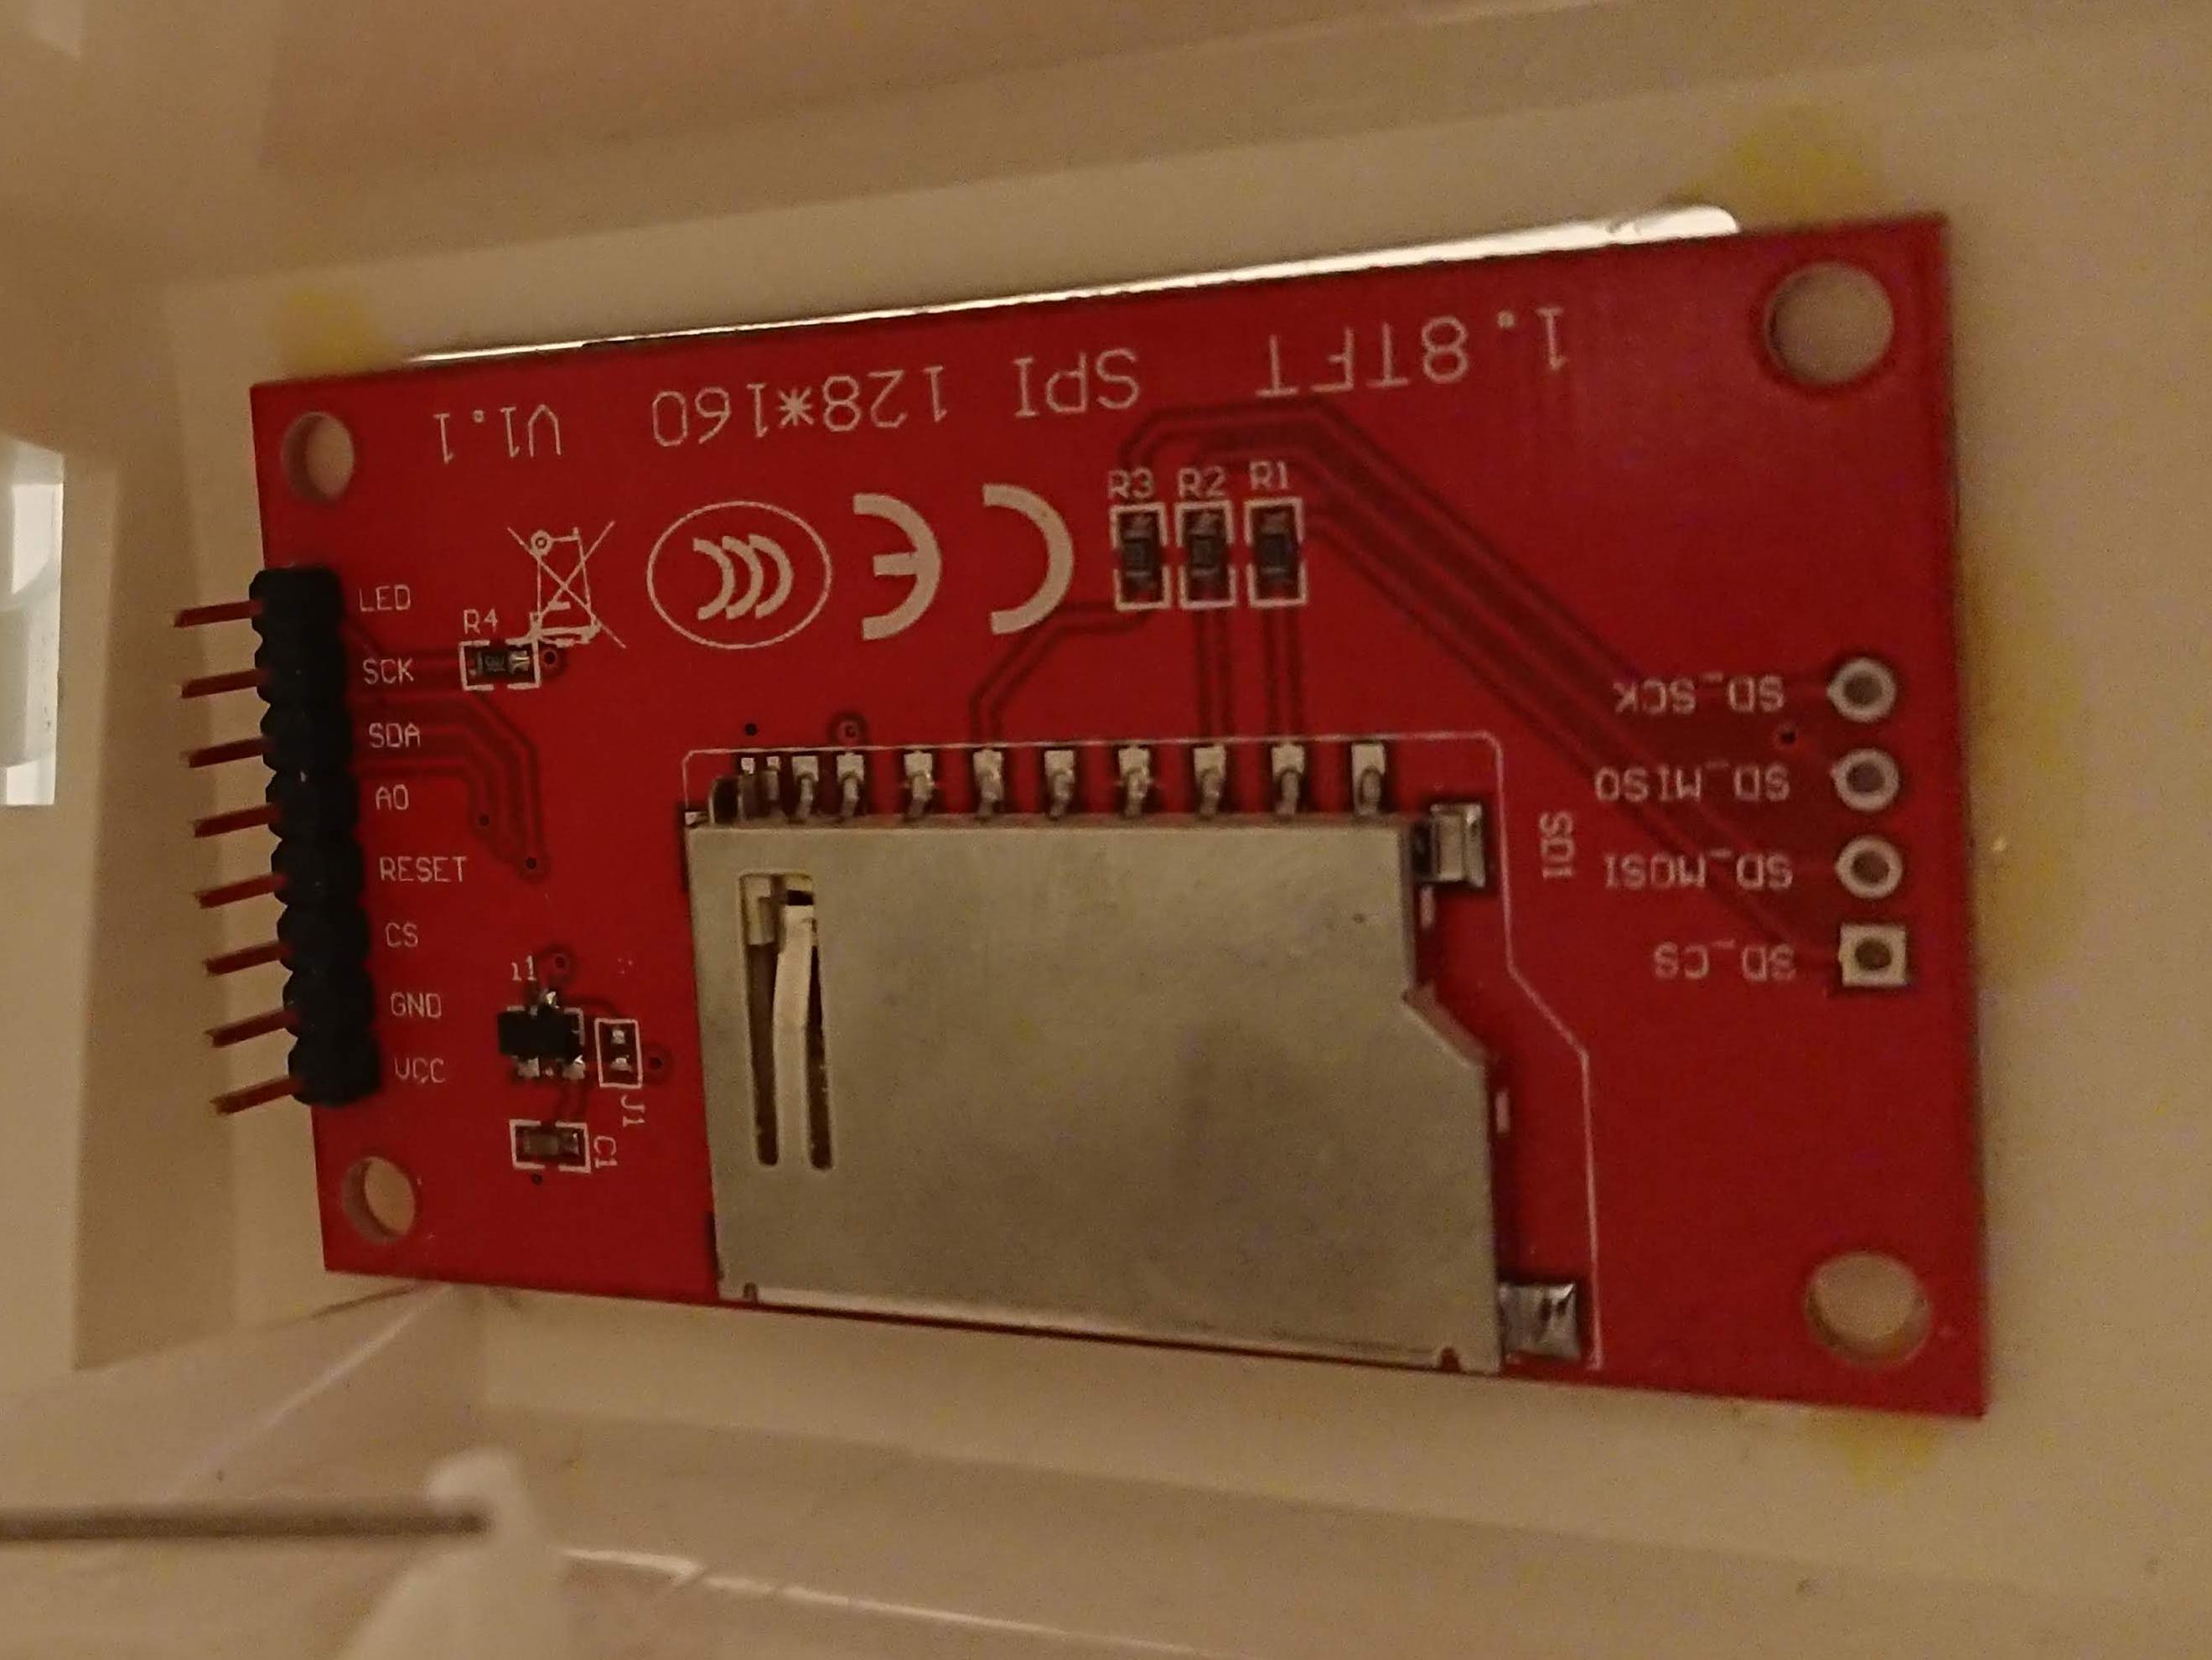 1.8TFT SPI 128*160 V1.1
R3 R2 R1
R4
LED
SCK
SDA
A0
RESET
CS
GND
VCC
J1
C1
SD1
SD_SCK
SD_MISO
SD_MOSI
SD_CS
CE